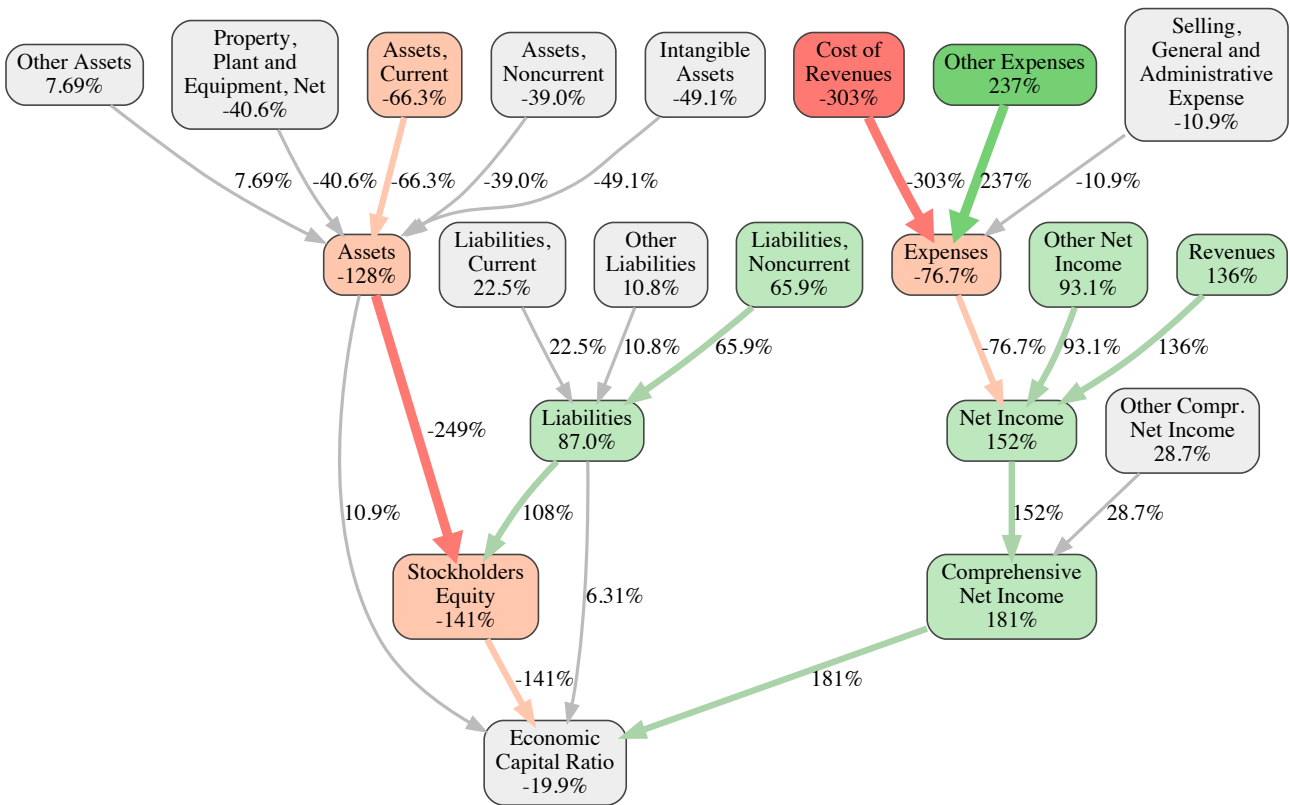 Other Assets
7.69%
Property,
Plant and
Equipment, Net
-40.6%
Assets,
Current
-66.3%
Assets,
Noncurrent
-39.0%
Intangible
Assets
-49.1%
Cost of
Revenues
-303%
Other Expenses
237%
Selling,
General and
Administrative
Expense
-10.9%
7.69%
-40.6%
-66.3%
-39.0%
-49.1%
-303%
237%
-10.9%
Assets
-128%
Liabilities,
Current
22.5%
Other
Liabilities
10.8%
Liabilities,
Noncurrent
65.9%
Expenses
-76.7%
Other Net
Income
93.1%
Revenues
136%
22.5%
10.8%
65.9%
-76.7%
93.1%
136%
-249%
Liabilities
87.0%
Net Income
152%
Other Compr.
Net Income
28.7%
10.9%
108%
152%
28.7%
Stockholders
Equity
-141%
6.31%
Comprehensive
Net Income
181%
-141%
181%
Economic
Capital Ratio
-19.9%